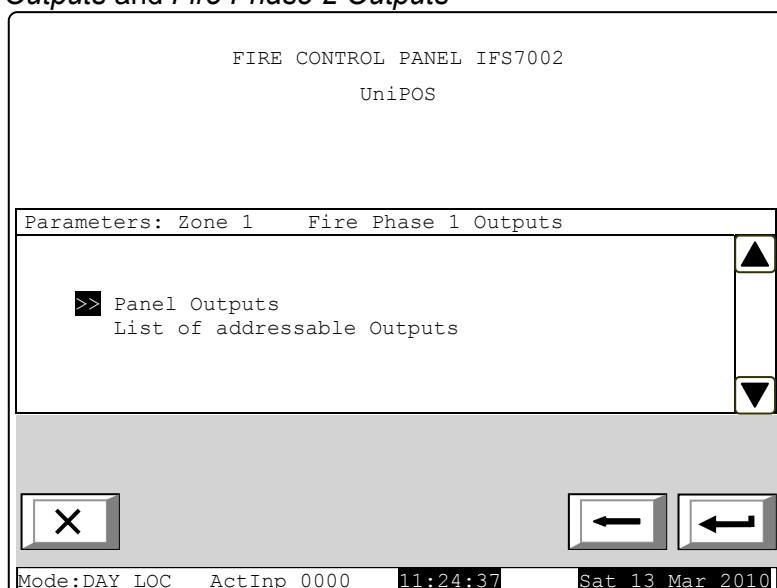 Outputs and Fire Phase 2 Outputs
FIRE CONTROL PANEL IFS7002
UniPOS
Parameters: Zone 1 Fire Phase 1 Outputs
>> Panel Outputs
List of addressable Outputs
Mode:DAY LOC ActInp 0000 11:24:37 Sat 13 Mar 2010